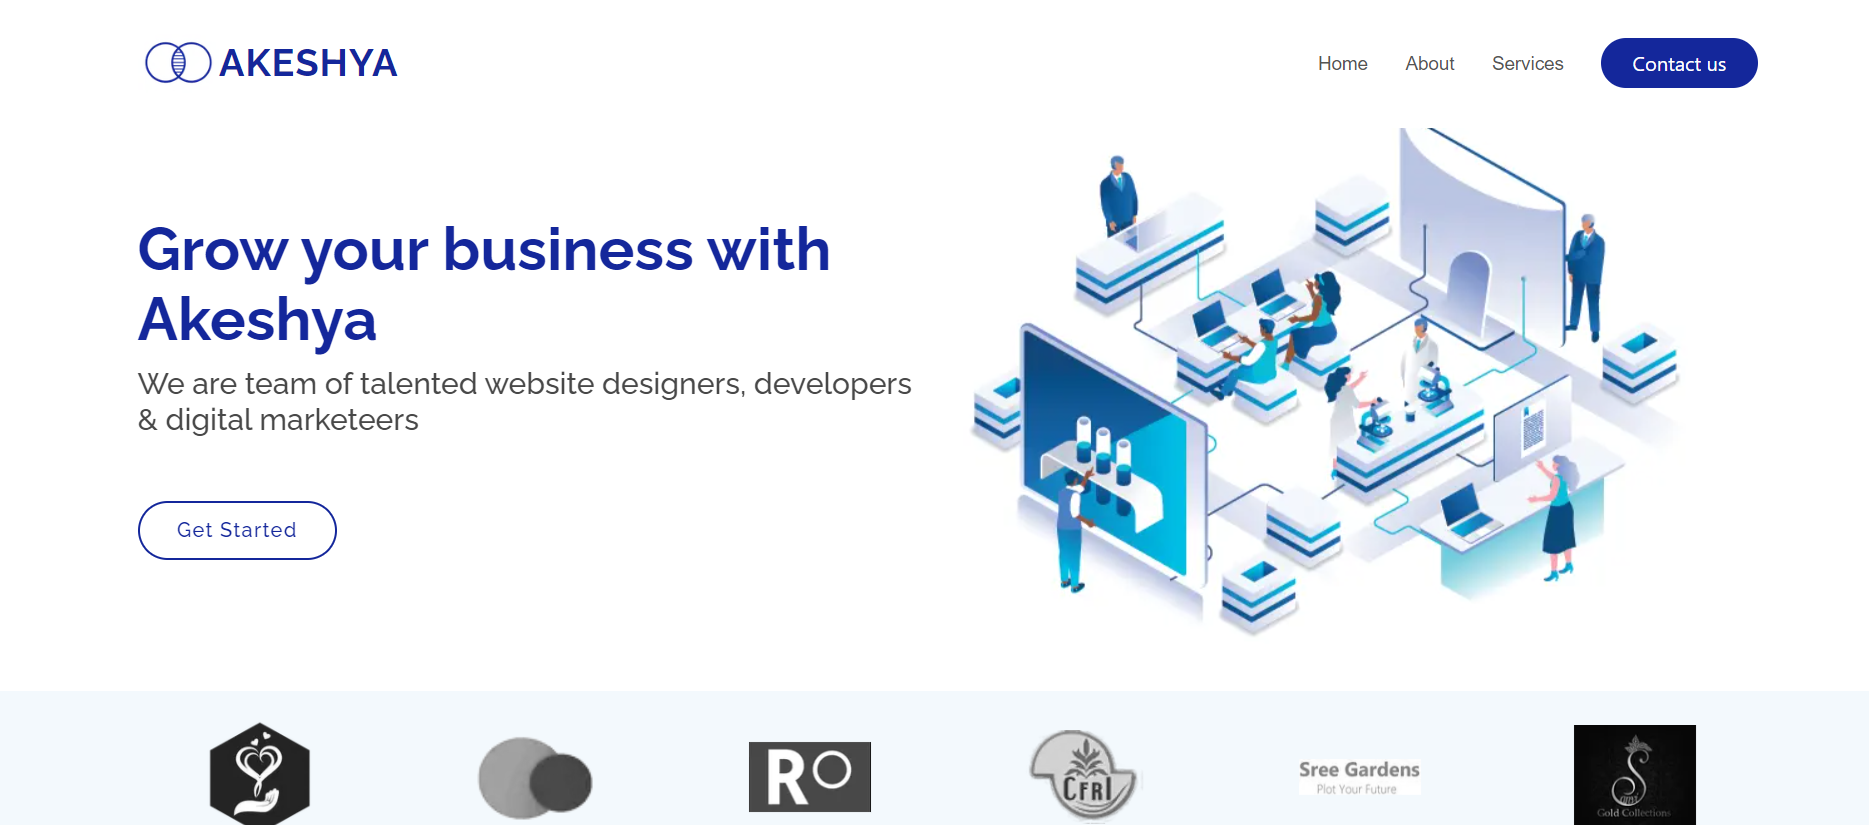 AKESHYA
Home
About
Services
Contact us
Grow your business with
Akeshya
We are team of talented website designers, developers
& digital marketeers
Get Started
RO
CFRI
Sree Gardens
Plot Your Future
Gold Collections